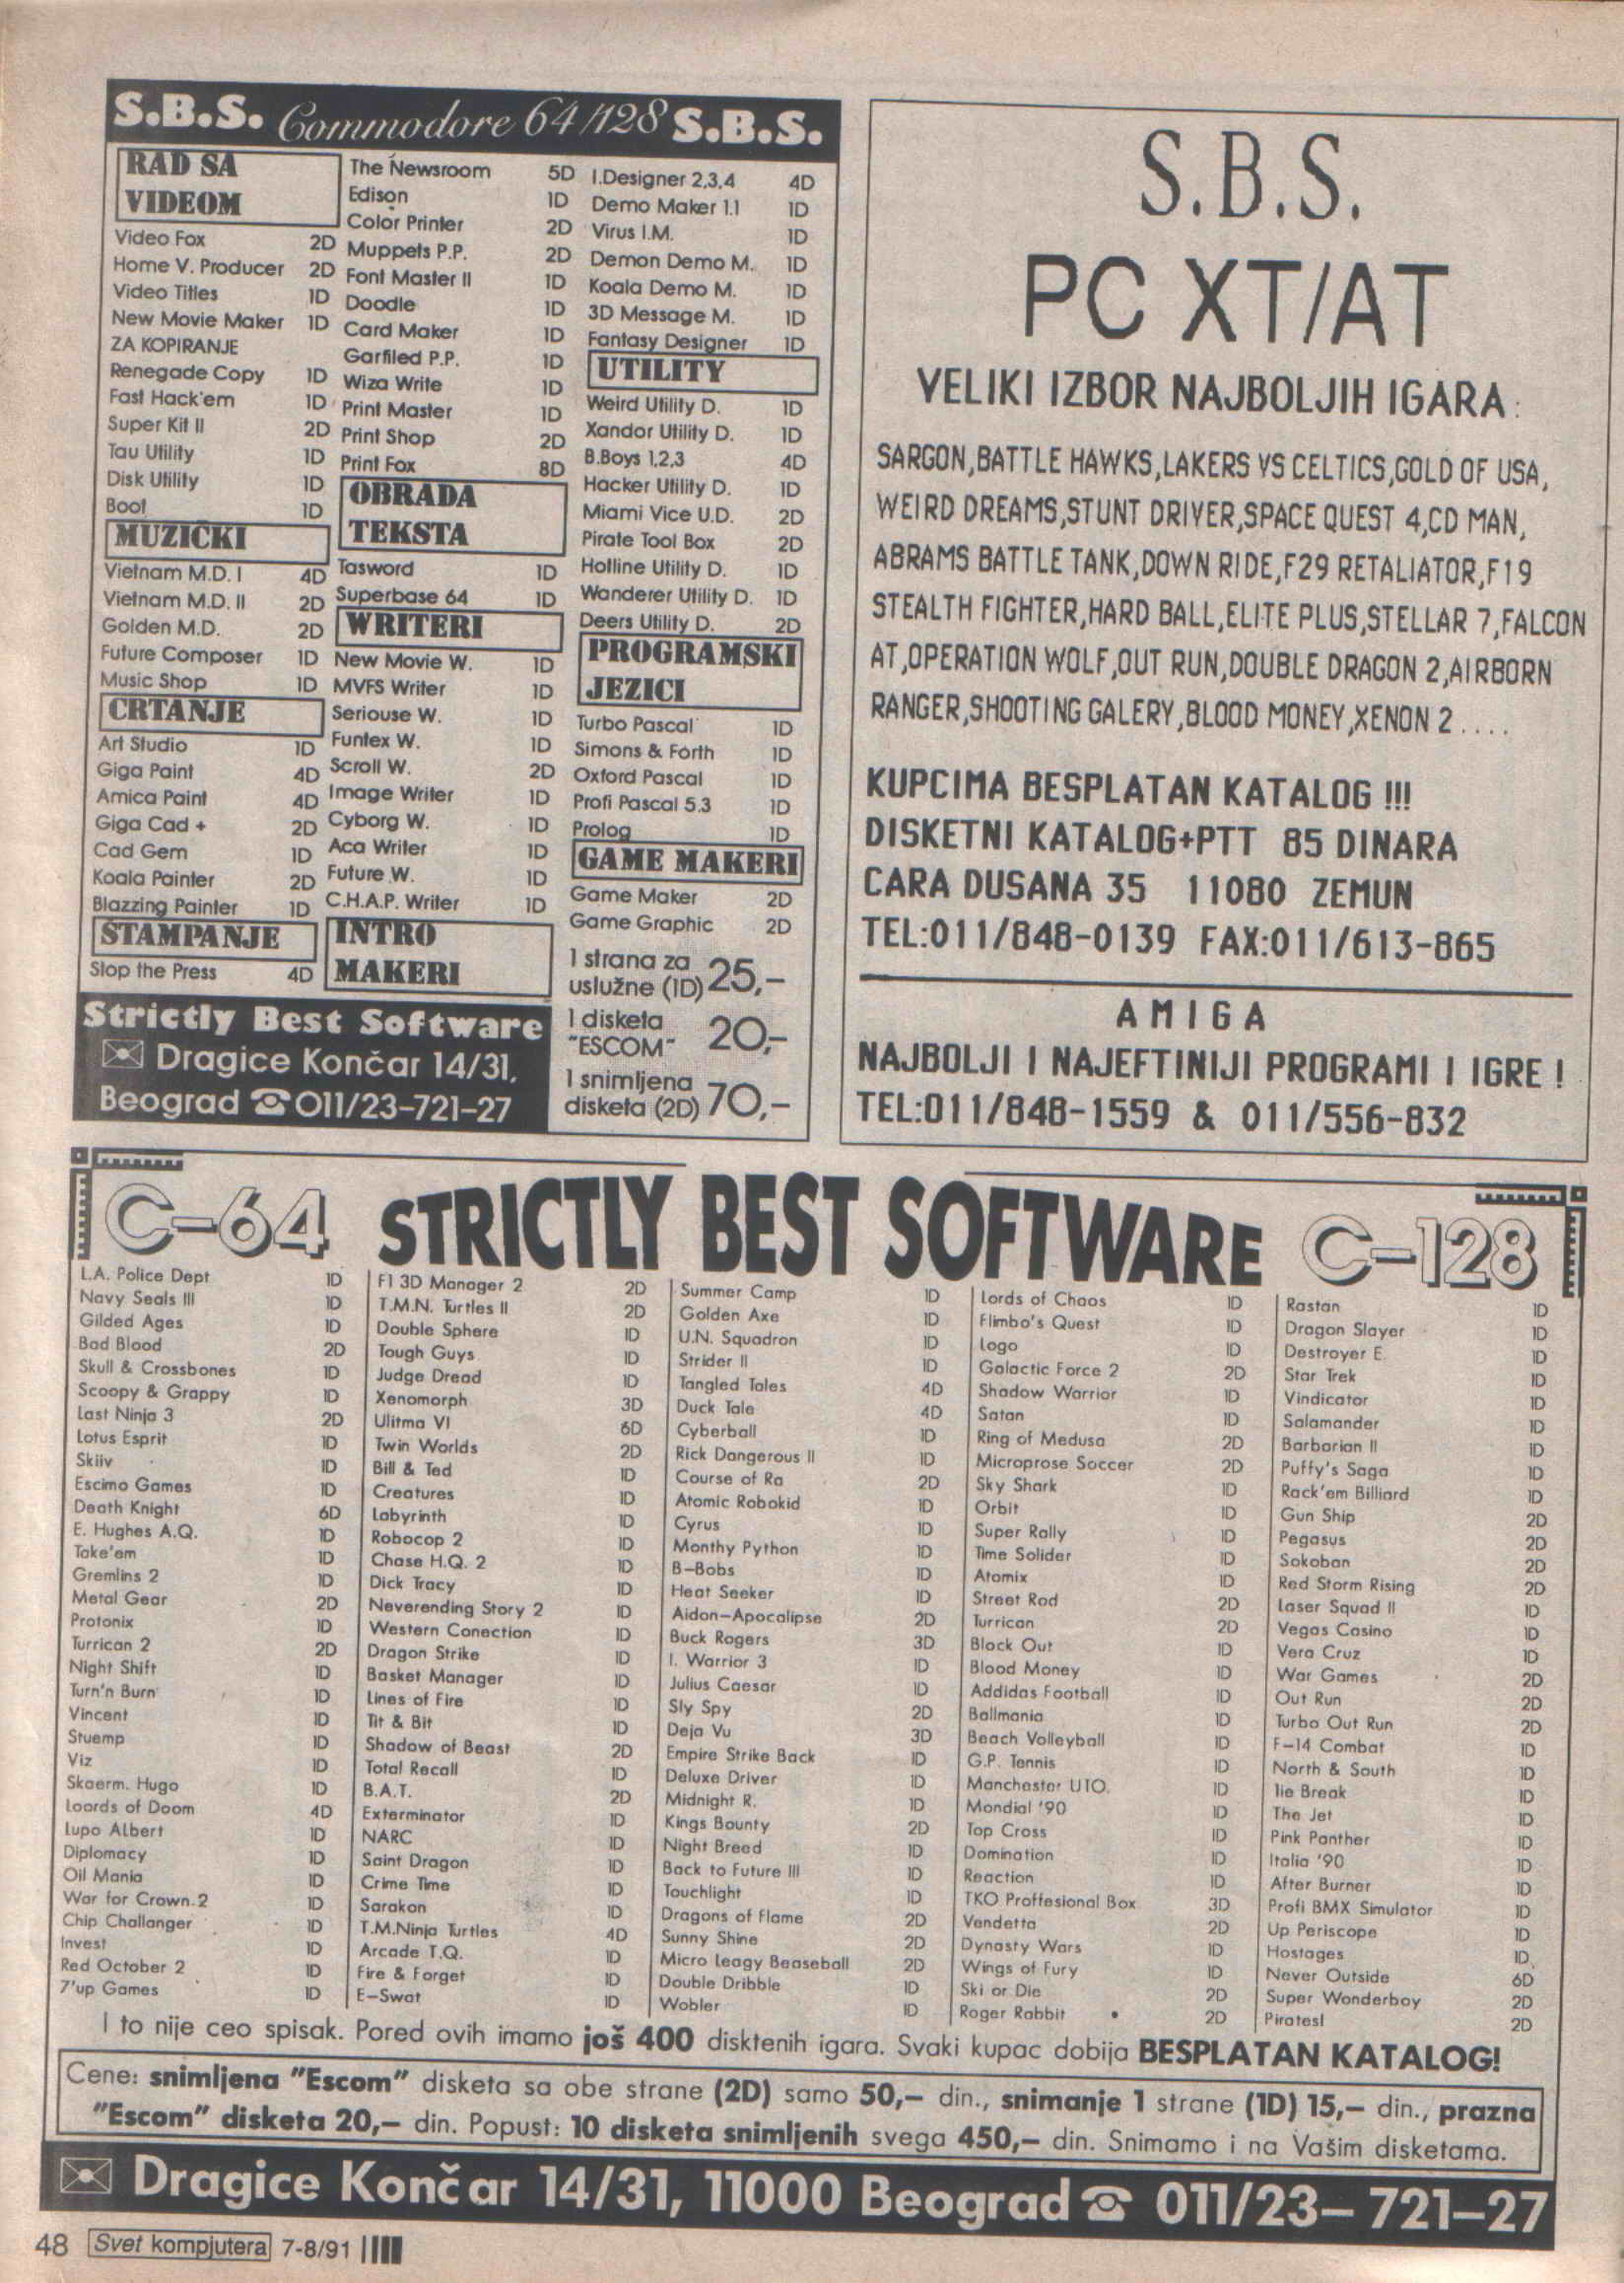 S.B.S. Commodore 64/128 S.B.S.
RAD SA
VIDEOM
Video Fox 2D
Home V. Producer 2D
Video Titles 1D
New Movie Maker 1D
ZA KOPIRANJE
Renegade Copy 1D
Fast Hack'em 1D
Super Kit II 2D
Tau Utility 1D
Disk Utility 1D
Boot 1D
MUZIČKI
Vietnam M.D. I 4D
Vietnam M.D. II 2D
Golden M.D. 2D
Future Composer 1D
Music Shop 1D
CRTANJE
Art Studio 1D
Giga Paint 4D
Amica Paint 4D
Giga Cad + 2D
Cad Gem 1D
Koala Painter 2D
Blazzing Painter 1D
ŠTAMPANJE
Stop the Press 4D
The Newsroom 5D
Edison 1D
Color Printer 2D
Muppets P.P. 2D
Font Master II 1D
Doodle 1D
Card Maker 1D
Garfiled P.P. 1D
Wiza Write 1D
Print Master 1D
Print Shop 2D
Print Fox 8D
OBRADA
TEKSTA
Tasword 1D
Superbase 64 1D
WRITERI
New Movie W. 1D
MVFS Writer 1D
Seriouse W. 1D
Funtex W. 1D
Scroll W. 2D
Image Writer 1D
Cyborg W. 1D
Aca Writer 1D
Future W. 1D
C.H.A.P. Writer 1D
INTRO
MAKERI
I.Designer 2,3,4 4D
Demo Maker 1.1 1D
Virus I.M. 1D
Demon Demo M. 1D
Koala Demo M. 1D
3D Message M. 1D
Fantasy Designer 1D
UTILITY
Weird Utility D. 1D
Xandor Utility D. 1D
B.Boys 1,2,3 4D
Hacker Utility D. 1D
Miami Vice U.D. 2D
Pirate Tool Box 2D
Hotline Utility D. 1D
Wanderer Utility D. 1D
Deers Utility D. 2D
PROGRAMSKI
JEZICI
Turbo Pascal 1D
Simons & Forth 1D
Oxford Pascal 1D
Profi Pascal 5.3 1D
Prolog 1D
GAME MAKERI
Game Maker 2D
Game Graphic 2D
1 strana za
uslužne (1D) 25,-
1 disketa
"ESCOM" 20,-
1 snimljena
disketa (2D) 70,-
Strictly Best Software
Dragice Končar 14/31,
Beograd 011/23-721-27
S.B.S.
PC XT/AT
VELIKI IZBOR NAJBOLJIH IGARA :
SARGON,BATTLE HAWKS,LAKERS VS CELTICS,GOLD OF USA,
WEIRD DREAMS,STUNT DRIVER,SPACE QUEST 4,CD MAN,
ABRAMS BATTLE TANK,DOWN RIDE,F29 RETALIATOR,F19
STEALTH FIGHTER,HARD BALL,ELITE PLUS,STELLAR 7,FALCON
AT,OPERATION WOLF,OUT RUN,DOUBLE DRAGON 2,AIRBORN
RANGER,SHOOTING GALERY,BLOOD MONEY,XENON 2 ....
KUPCIMA BESPLATAN KATALOG !!!
DISKETNI KATALOG+PTT 85 DINARA
CARA DUSANA 35 11080 ZEMUN
TEL:011/848-0139 FAX:011/613-865
AMIGA
NAJBOLJI I NAJEFTINIJI PROGRAMI I IGRE !
TEL:011/848-1559 & 011/556-832
C-64 STRICTLY BEST SOFTWARE C-128
L.A. Police Dept 1D
Navy Seals III 1D
Gilded Ages 1D
Bad Blood 2D
Skull & Crossbones 1D
Scoopy & Grappy 1D
Last Ninja 3 2D
Lotus Esprit 1D
Skiiv 1D
Escimo Games 1D
Death Knight 6D
E. Hughes A.Q. 1D
Take'em 1D
Gremlins 2 1D
Metal Gear 2D
Protonix 1D
Turrican 2 2D
Night Shift 1D
Turn'n Burn 1D
Vincent 1D
Stuemp 1D
Viz 1D
Skaerm. Hugo 1D
Loords of Doom 4D
Lupo Albert 1D
Diplomacy 1D
Oil Mania 1D
War for Crown.2 1D
Chip Challanger 1D
Invest 1D
Red October 2 1D
7'up Games 1D
F1 3D Manager 2 2D
T.M.N. Turtles II 2D
Double Sphere 1D
Tough Guys 1D
Judge Dread 1D
Xenomorph 3D
Ulitma VI 6D
Twin Worlds 2D
Bill & Ted 1D
Creatures 1D
Labyrinth 1D
Robocop 2 1D
Chase H.Q. 2 1D
Dick Tracy 1D
Neverending Story 2 1D
Western Conection 1D
Dragon Strike 1D
Basket Manager 1D
Lines of Fire 1D
Tit & Bit 1D
Shadow of Beast 2D
Total Recall 1D
B.A.T. 2D
Exterminator 1D
NARC 1D
Saint Dragon 1D
Crime Time 1D
Sarakon 1D
T.M.Ninja Turtles 4D
Arcade T.Q. 1D
Fire & Forget 1D
E-Swat 1D
Summer Camp 1D
Golden Axe 1D
U.N. Squadron 1D
Strider II 1D
Tangled Tales 4D
Duck Tale 4D
Cyberball 1D
Rick Dangerous II 1D
Course of Ra 2D
Atomic Robokid 1D
Cyrus 1D
Monthy Python 1D
B-Bobs 1D
Heat Seeker 1D
Aidon-Apocalipse 2D
Buck Rogers 3D
I. Warrior 3 1D
Julius Caesar 1D
Sly Spy 2D
Deja Vu 3D
Empire Strike Back 1D
Deluxe Driver 1D
Midnight R. 1D
Kings Bounty 2D
Night Breed 1D
Back to Future III 1D
Touchlight 1D
Dragons of Flame 2D
Sunny Shine 2D
Micro Leagy Beaseball 2D
Double Dribble 1D
Wobler 1D
Lords of Chaos 1D
Flimbo's Quest 1D
Logo 1D
Galactic Force 2 2D
Shadow Warrior 1D
Satan 1D
Ring of Medusa 2D
Microprose Soccer 2D
Sky Shark 1D
Orbit 1D
Super Rally 1D
Time Solider 1D
Atomix 1D
Street Rod 2D
Turrican 2D
Block Out 1D
Blood Money 1D
Addidas Football 1D
Ballmania 1D
Beach Volleyball 1D
G.P. Tennis 1D
Manchester UTO. 1D
Mondial '90 1D
Top Cross 1D
Domination 1D
Reaction 1D
TKO Proffesional Box 3D
Vendetta 2D
Dynasty Wars 1D
Wings of Fury 1D
Ski or Die 2D
Roger Rabbit 2D
Rastan 1D
Dragon Slayer 1D
Destroyer E. 1D
Star Trek 1D
Vindicator 1D
Salamander 1D
Barbarian II 1D
Puffy's Saga 1D
Rack'em Billiard 1D
Gun Ship 2D
Pegasus 2D
Sokoban 2D
Red Storm Rising 2D
Laser Squad II 1D
Vegas Casino 1D
Vera Cruz 1D
War Games 2D
Out Run 2D
Turbo Out Run 2D
F-14 Combat 1D
North & South 1D
Tie Break 1D
The Jet 1D
Pink Panther 1D
Italia '90 1D
After Burner 1D
Profi BMX Simulator 1D
Up Periscope 1D
Hostages 1D
Never Outside 6D
Super Wonderboy 2D
Pirates! 2D
I to nije ceo spisak. Pored ovih imamo još 400 disktenih igara. Svaki kupac dobija BESPLATAN KATALOG!
Cene: snimljena "Escom" disketa sa obe strane (2D) samo 50,- din., snimanje 1 strane (1D) 15,- din., prazna
"Escom" disketa 20,- din. Popust: 10 disketa snimljenih svega 450,- din. Snimamo i na Vašim disketama.
Dragice Končar 14/31, 11000 Beograd 011/23-721-27
48 Svet kompjutera 7-8/91